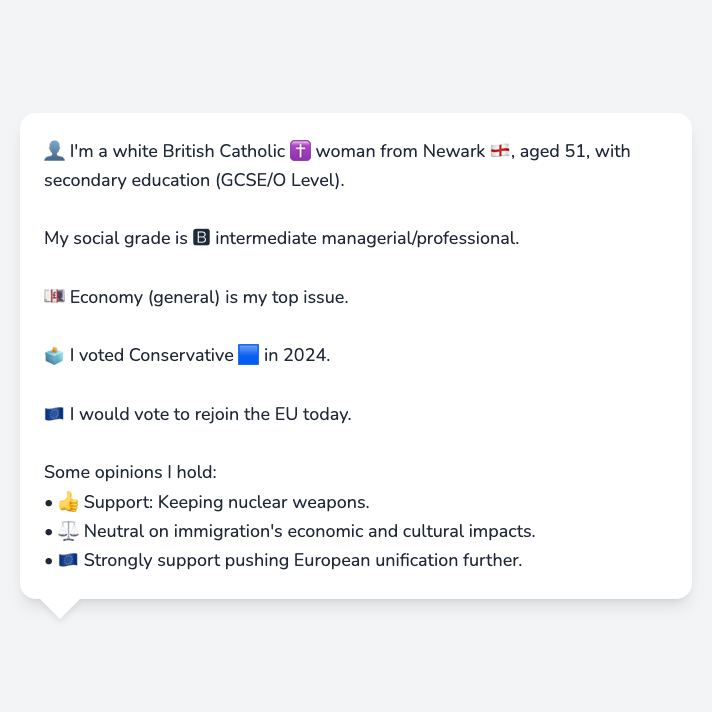 👤 I'm a white British Catholic ✝️ woman from Newark 🏴󠁧󠁢󠁥󠁮󠁧󠁿, aged 51, with
secondary education (GCSE/O Level).
My social grade is 🅱 intermediate managerial/professional.
💷 Economy (general) is my top issue.
🗳️ I voted Conservative 🟦 in 2024.
🇪🇺 I would vote to rejoin the EU today.
Some opinions I hold:
• 👍 Support: Keeping nuclear weapons.
• ⚖️ Neutral on immigration's economic and cultural impacts.
• 🇪🇺 Strongly support pushing European unification further.